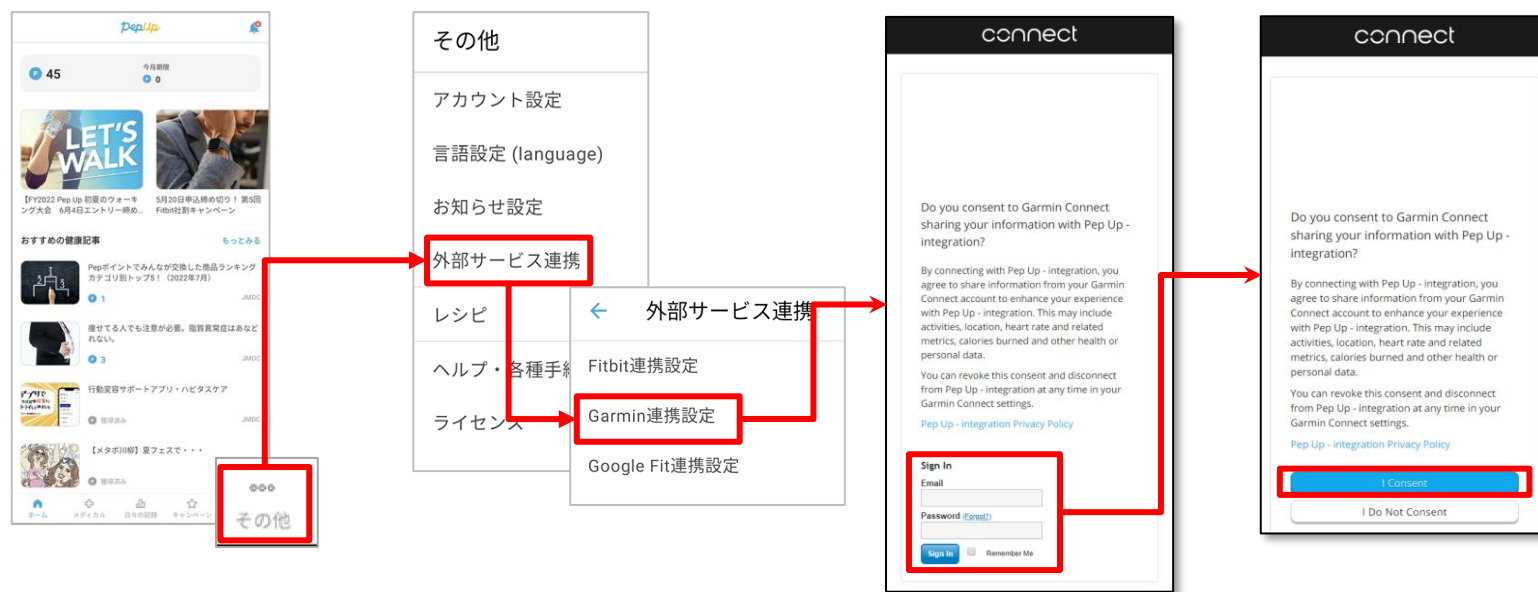 PepUp
45
今月期限
0
LET'S
WALK
【FY2022 Pep Up 初夏のウォーキ
ング大会 6月4日エントリー締め...
5月20日申込締め切り！ 第5回
Fitbit社割キャンペーン
おすすめの健康記事
もっとみる
Pepポイントでみんなが交換した商品ランキング
カテゴリ別トップ5！（2022年7月）
1
JMDC
痩せてる人でも注意が必要。脂質異常症はあなど
れない。
3
JMDC
行動変容サポートアプリ・ハビタスケア
獲得済み
JMDC
【メタボ川柳】夏フェスで・・・
獲得済み
ホーム
メディカル
日々の記録
キャンペーン
その他
その他
アカウント設定
言語設定 (language)
お知らせ設定
外部サービス連携
レシピ
ヘルプ・各種手続
ライセンス
外部サービス連携
Fitbit連携設定
Garmin連携設定
Google Fit連携設定
connect
Do you consent to Garmin Connect
sharing your information with Pep Up -
integration?
By connecting with Pep Up - integration, you
agree to share information from your Garmin
Connect account to enhance your experience
with Pep Up - integration. This may include
activities, location, heart rate and related
metrics, calories burned and other health or
personal data.
You can revoke this consent and disconnect
from Pep Up - integration at any time in your
Garmin Connect settings.
Pep Up - integration Privacy Policy
Sign In
Email
Password (Forgot?)
Sign In
Remember Me
connect
Do you consent to Garmin Connect
sharing your information with Pep Up -
integration?
By connecting with Pep Up - integration, you
agree to share information from your Garmin
Connect account to enhance your experience
with Pep Up - integration. This may include
activities, location, heart rate and related
metrics, calories burned and other health or
personal data.
You can revoke this consent and disconnect
from Pep Up - integration at any time in your
Garmin Connect settings.
Pep Up - integration Privacy Policy
I Consent
I Do Not Consent